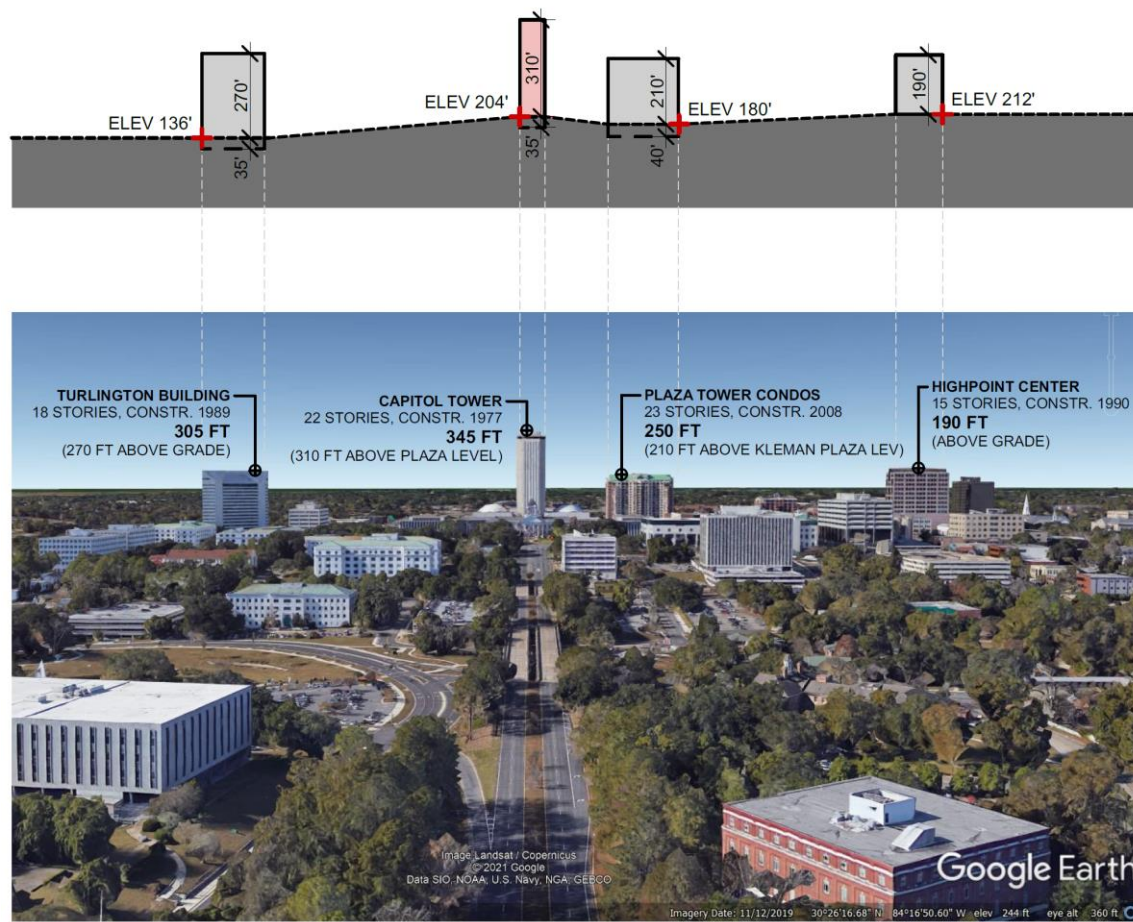 310'
270'
210'
190'
ELEV 136'
ELEV 204'
ELEV 180'
ELEV 212'
35'
35'
40'
TURLINGTON BUILDING
18 STORIES, CONSTR. 1989
305 FT
(270 FT ABOVE GRADE)
CAPITOL TOWER
22 STORIES, CONSTR. 1977
345 FT
(310 FT ABOVE PLAZA LEVEL)
PLAZA TOWER CONDOS
23 STORIES, CONSTR. 2008
250 FT
(210 FT ABOVE KLEMAN PLAZA LEV)
HIGHPOINT CENTER
15 STORIES, CONSTR. 1990
190 FT
(ABOVE GRADE)
Image Landsat / Copernicus
© 2021 Google
Data SIO, NOAA, U.S. Navy, NGA, GEBCO
Google Earth
Imagery Date: 11/12/2019 30°26'16.68" N 84°16'50.60" W elev 244 ft eye alt 360 ft